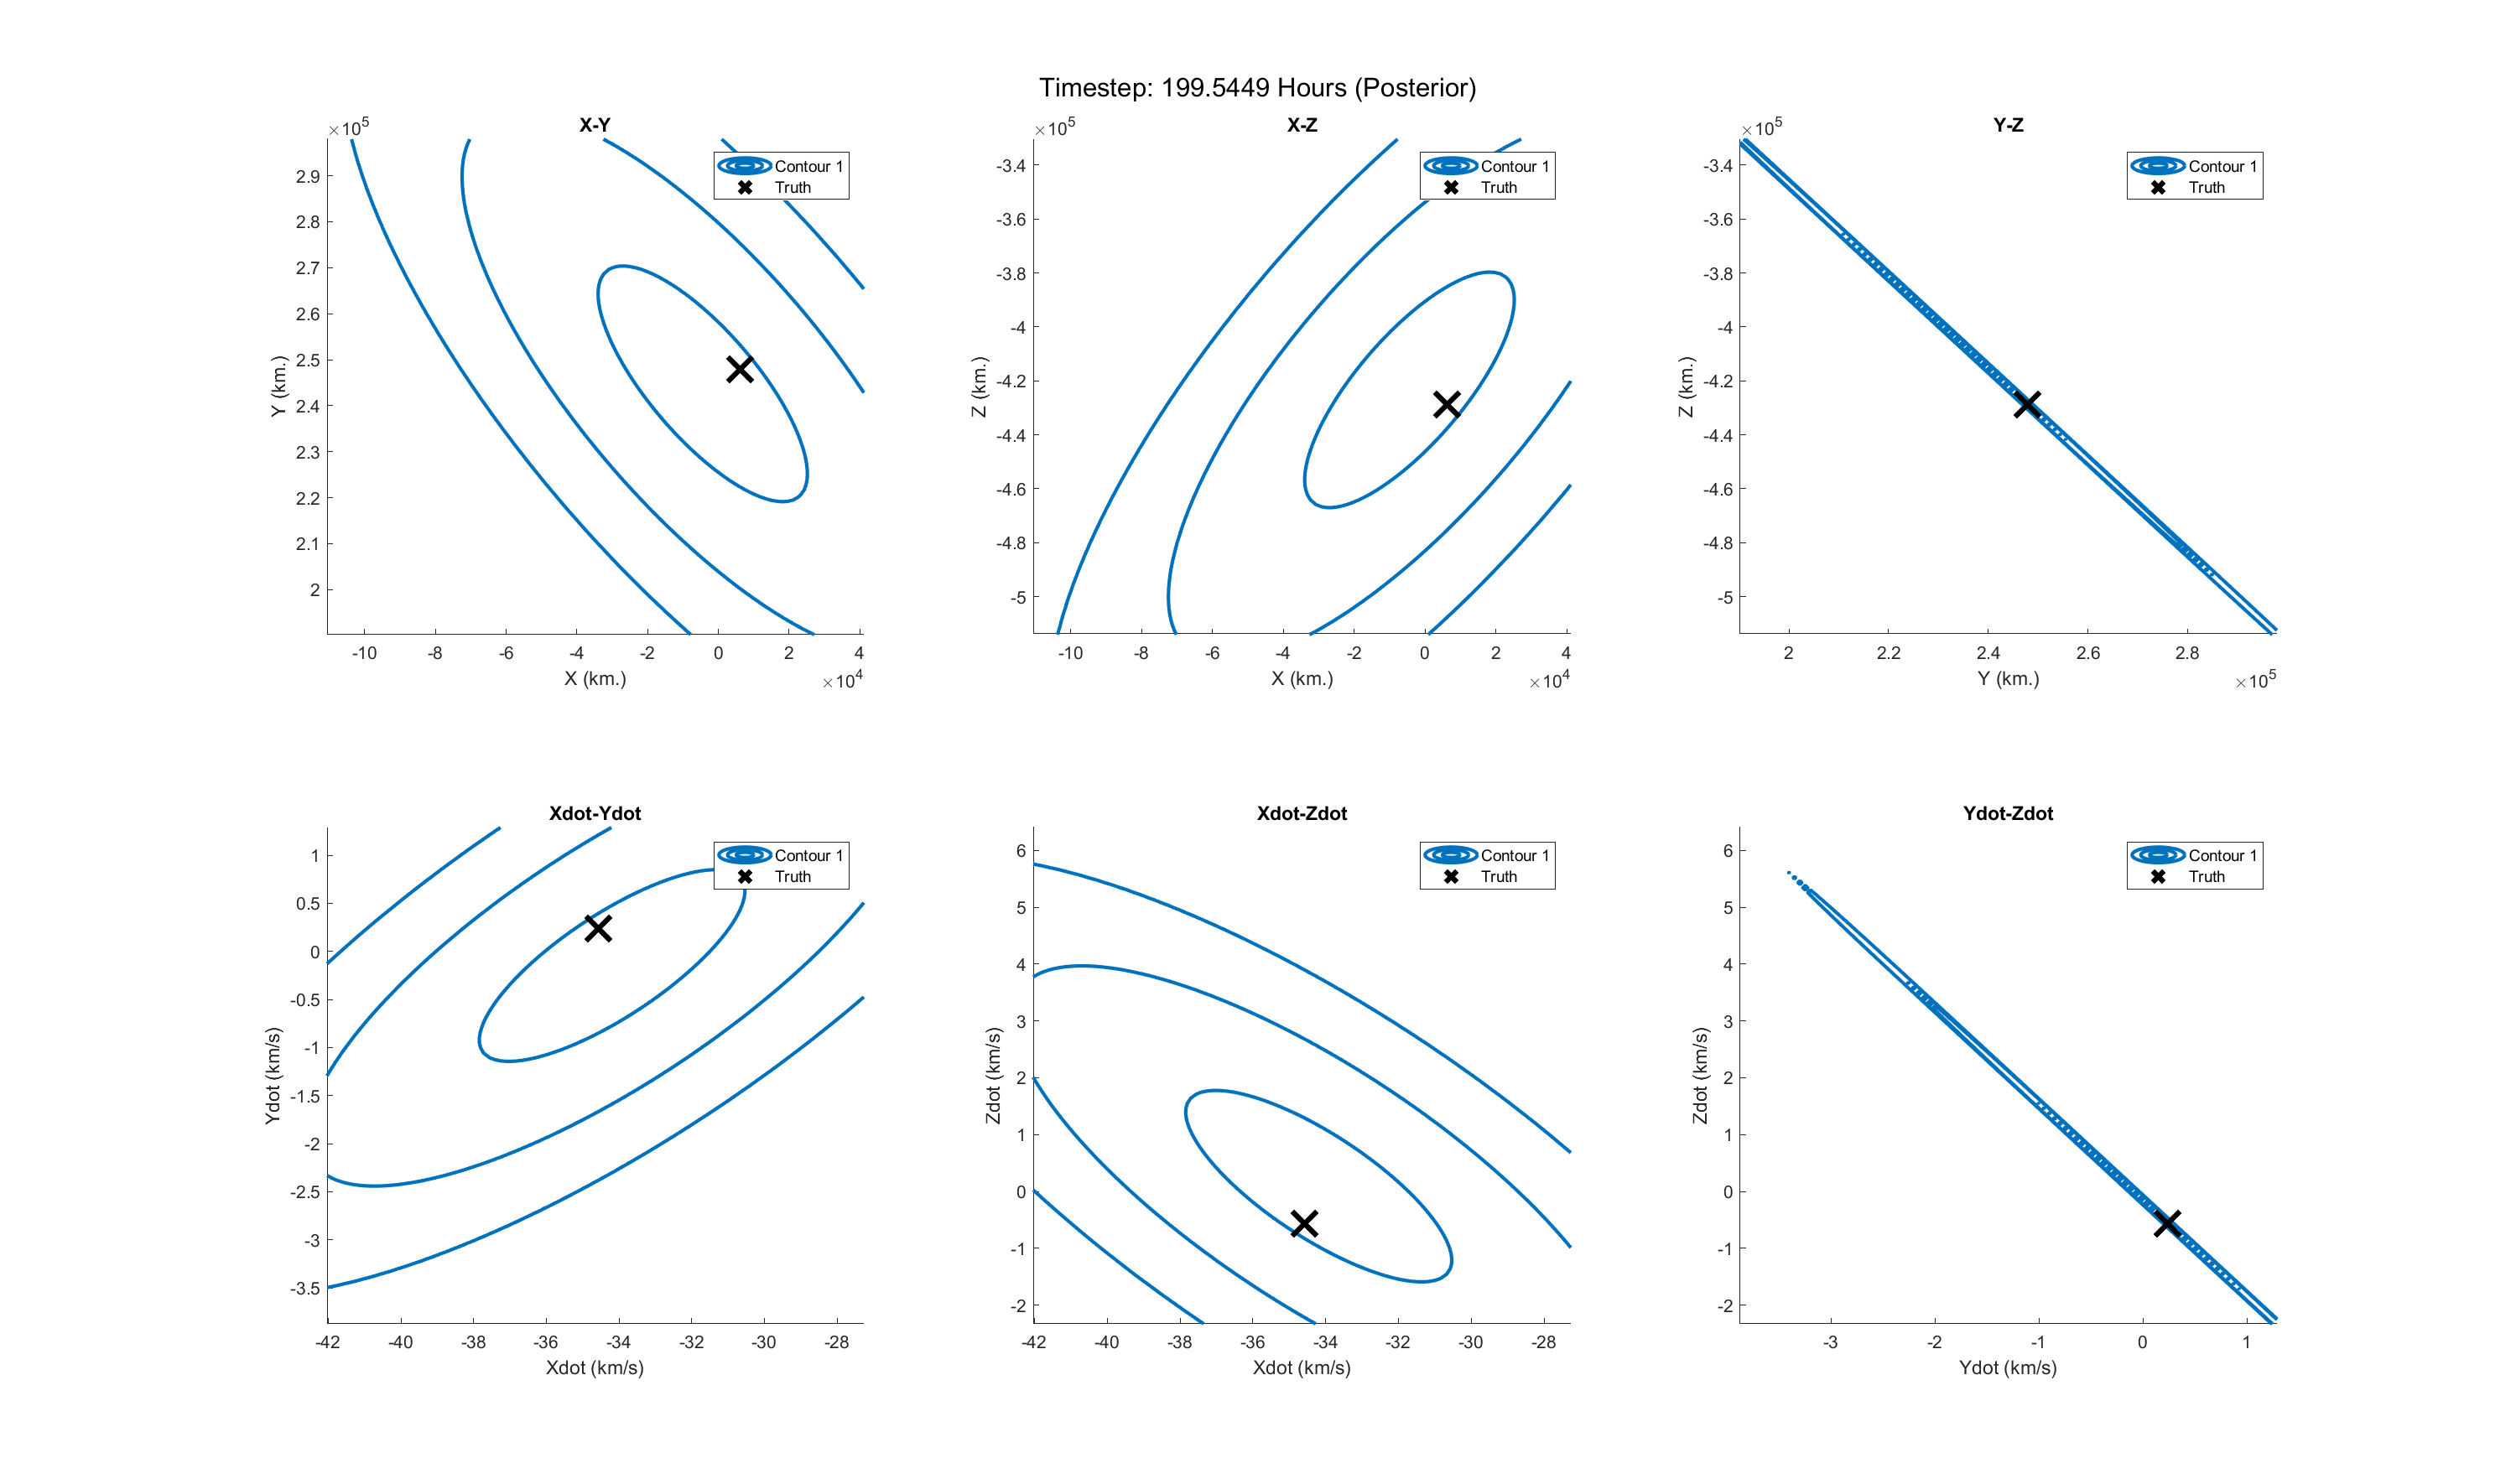 Timestep: 199.5449 Hours (Posterior)
X-Y
×10^5
2.9
2.8
2.7
2.6
2.5
2.4
2.3
2.2
2.1
2
Y (km.)
-10 -8 -6 -4 -2 0 2 4
X (km.)
×10^4
Contour 1
Truth
X-Z
×10^5
-3.4
-3.6
-3.8
-4
-4.2
-4.4
-4.6
-4.8
-5
Z (km.)
-10 -8 -6 -4 -2 0 2 4
X (km.)
×10^4
Contour 1
Truth
Y-Z
×10^5
-3.4
-3.6
-3.8
-4
-4.2
-4.4
-4.6
-4.8
-5
Z (km.)
2 2.2 2.4 2.6 2.8
Y (km.)
×10^5
Contour 1
Truth
Xdot-Ydot
1
0.5
0
-0.5
-1
-1.5
-2
-2.5
-3
-3.5
Ydot (km/s)
-42 -40 -38 -36 -34 -32 -30 -28
Xdot (km/s)
Contour 1
Truth
Xdot-Zdot
6
5
4
3
2
1
0
-1
-2
Zdot (km/s)
-42 -40 -38 -36 -34 -32 -30 -28
Xdot (km/s)
Contour 1
Truth
Ydot-Zdot
6
5
4
3
2
1
0
-1
-2
Zdot (km/s)
-3 -2 -1 0 1
Ydot (km/s)
Contour 1
Truth